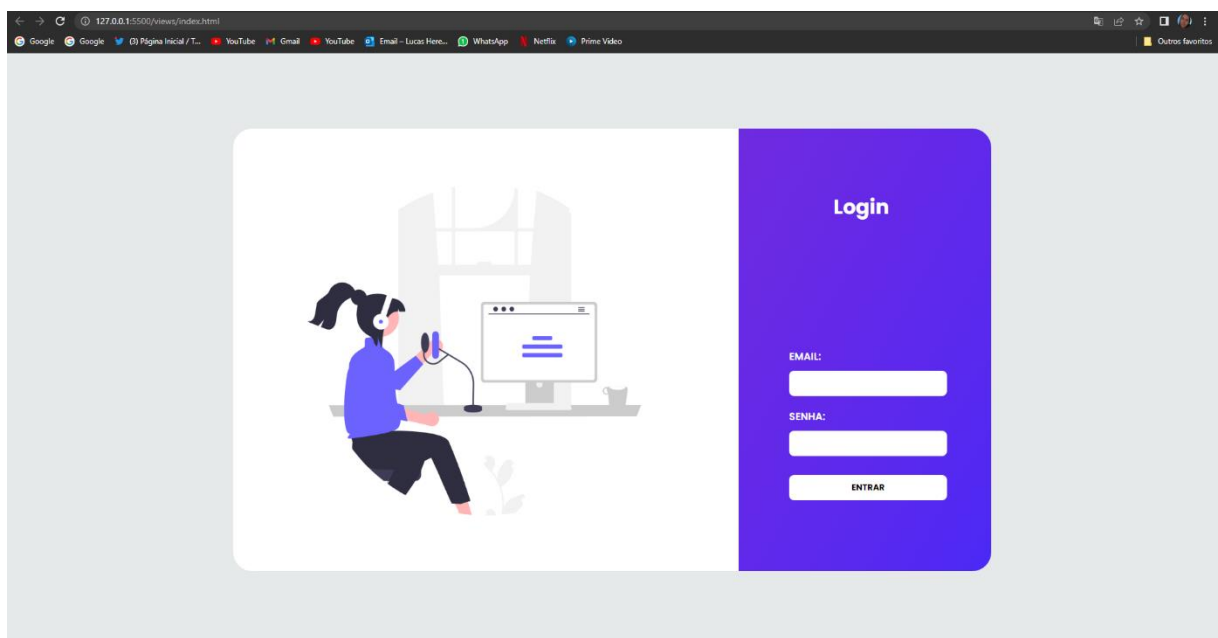 127.0.0.1:5500/views/index.html
Google Google (3) Página Inicial / T... YouTube Gmail YouTube Email – Lucas Here... WhatsApp Netflix Prime Video Outros favoritos
Login
EMAIL:
SENHA:
ENTRAR